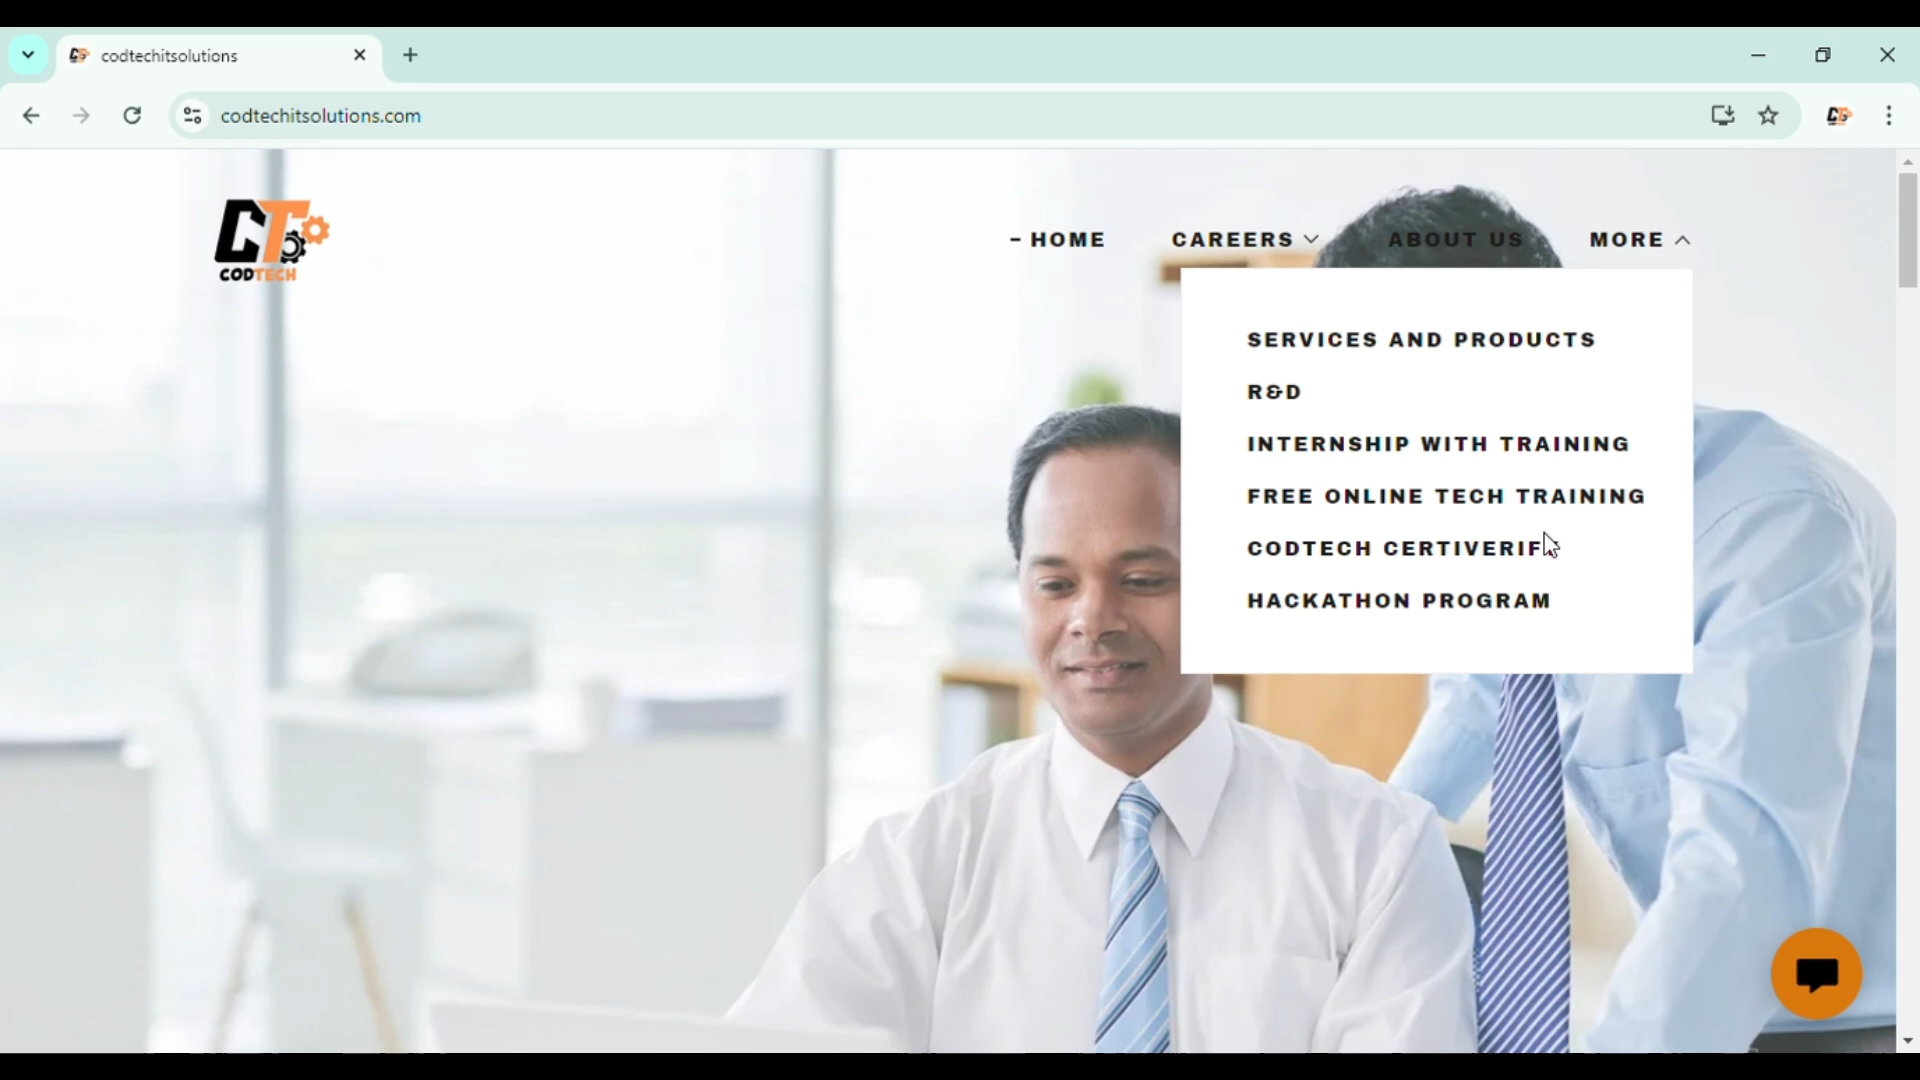 codtechitsolutions
codtechitsolutions.com
CT
CODTECH
- HOME
CAREERS
ABOUT US
MORE
SERVICES AND PRODUCTS
R&D
INTERNSHIP WITH TRAINING
FREE ONLINE TECH TRAINING
CODTECH
HACKATHON PROGRAM